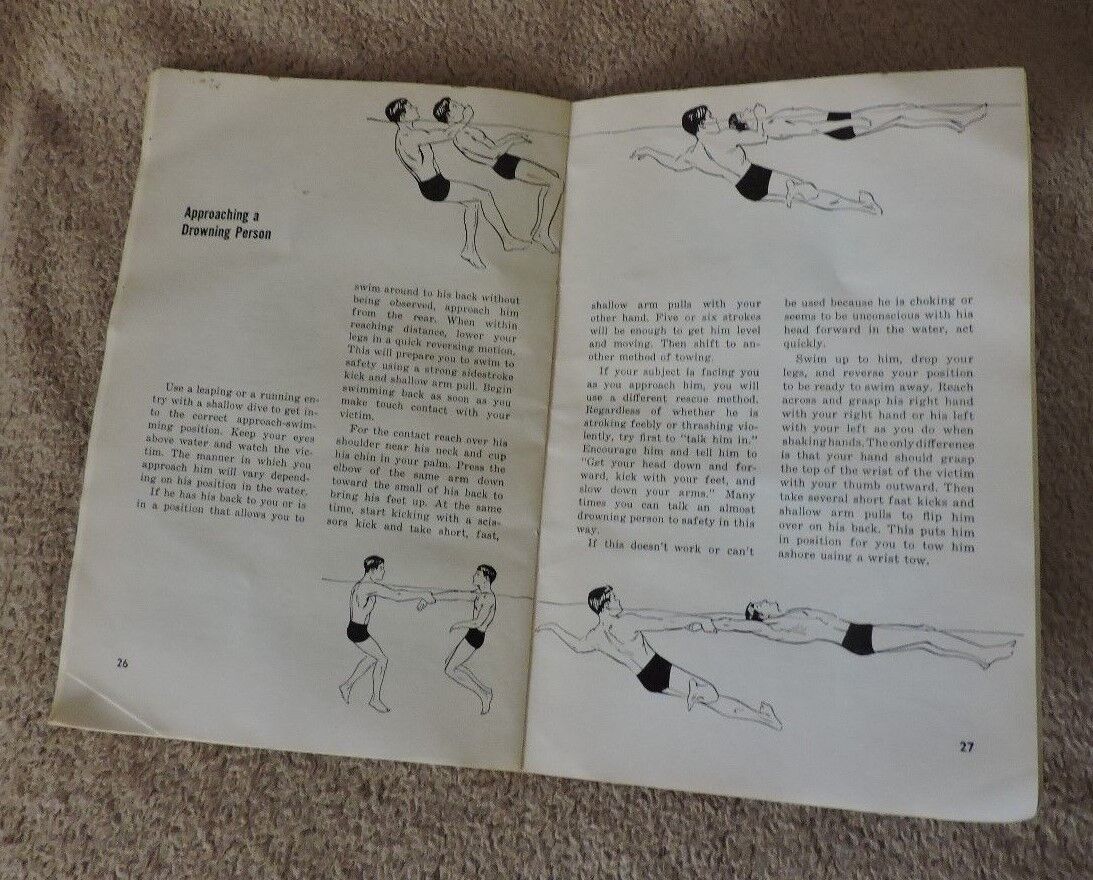 Approaching a
Drowning Person
Use a leaping or a running en-
try with a shallow dive to get in-
to the correct approach-swim-
ming position. Keep your eyes
above water and watch the vic-
tim. The manner in which you
approach him will vary depend-
ing on his position in the water.
If he has his back to you or is
in a position that allows you to
swim around to his back without
being observed, approach him
from the rear. When within
reaching distance, lower your
legs in a quick reversing motion.
This will prepare you to swim to
safety using a strong sidestroke
kick and shallow arm pull. Begin
swimming back as soon as you
make touch contact with your
victim.
For the contact reach over his
shoulder near his neck and cup
his chin in your palm. Press the
elbow of the same arm down
toward the small of his back to
bring his feet up. At the same
time, start kicking with a scis-
sors kick and take short, fast,
26
shallow arm pulls with your
other hand. Five or six strokes
will be enough to get him level
and moving. Then shift to an-
other method of towing.
If your subject is facing you
as you approach him, you will
use a different rescue method.
Regardless of whether he is
stroking feebly or thrashing vio-
lently, try first to "talk him in."
Encourage him and tell him to
"Get your head down and for-
ward, kick with your feet, and
slow down your arms." Many
times you can talk an almost
drowning person to safety in this
way.
If this doesn't work or can't
be used because he is choking or
seems to be unconscious with his
head forward in the water, act
quickly.
Swim up to him, drop your
legs, and reverse your position
to be ready to swim away. Reach
across and grasp his right hand
with your right hand or his left
with your left as you do when
shaking hands. The only difference
is that your hand should grasp
the top of the wrist of the victim
with your thumb outward. Then
take several short fast kicks and
shallow arm pulls to flip him
over on his back. This puts him
in position for you to tow him
ashore using a wrist tow.
27